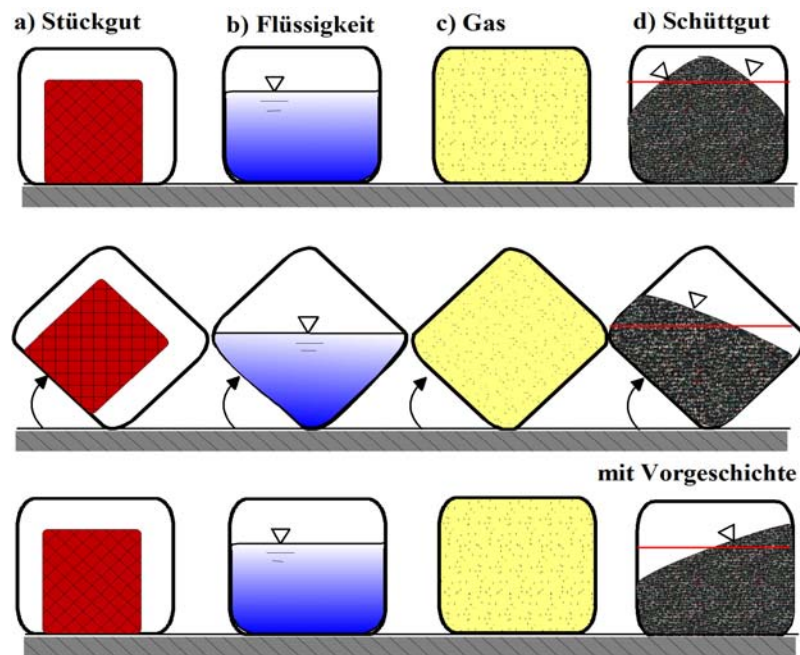 a) Stückgut
b) Flüssigkeit
c) Gas
d) Schüttgut
mit Vorgeschichte